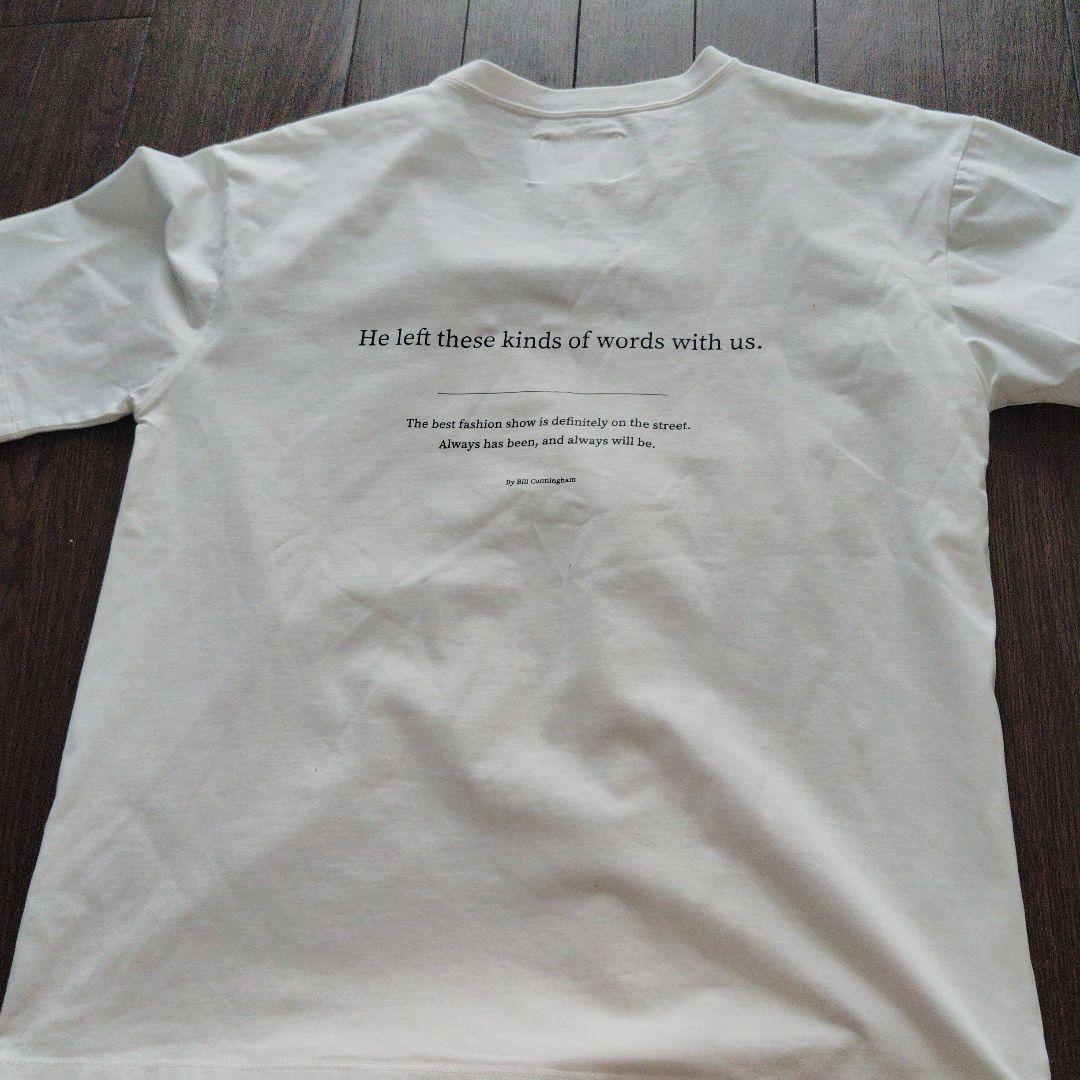 He left these kinds of words with us.
The best fashion show is definitely on the street.
Always has been, and always will be.
By Bill Cunningham